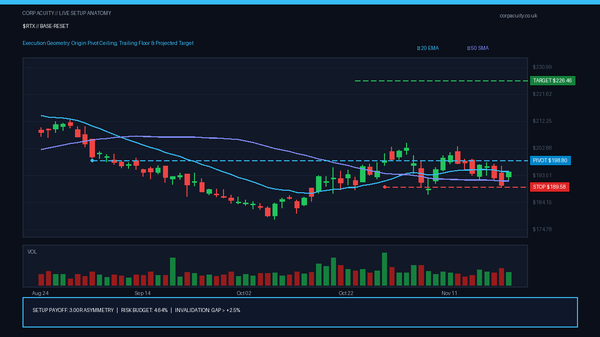 CORPACUITY // LIVE SETUP ANATOMY
corpacuity.co.uk
$RTX // BASE-RESET
Execution Geometry: Origin Pivot Ceiling, Trailing Floor & Projected Target
20 EMA
50 SMA
$230.99
TARGET $226.46
$221.62
$212.25
$202.88
PIVOT $198.80
$193.51
STOP $189.58
$184.15
$174.78
VOL
Aug 24
Sep 14
Oct 02
Oct 22
Nov 11
SETUP PAYOFF: 3.00R ASYMMETRY | RISK BUDGET: 4.64% | INVALIDATION: GAP > +2.5%